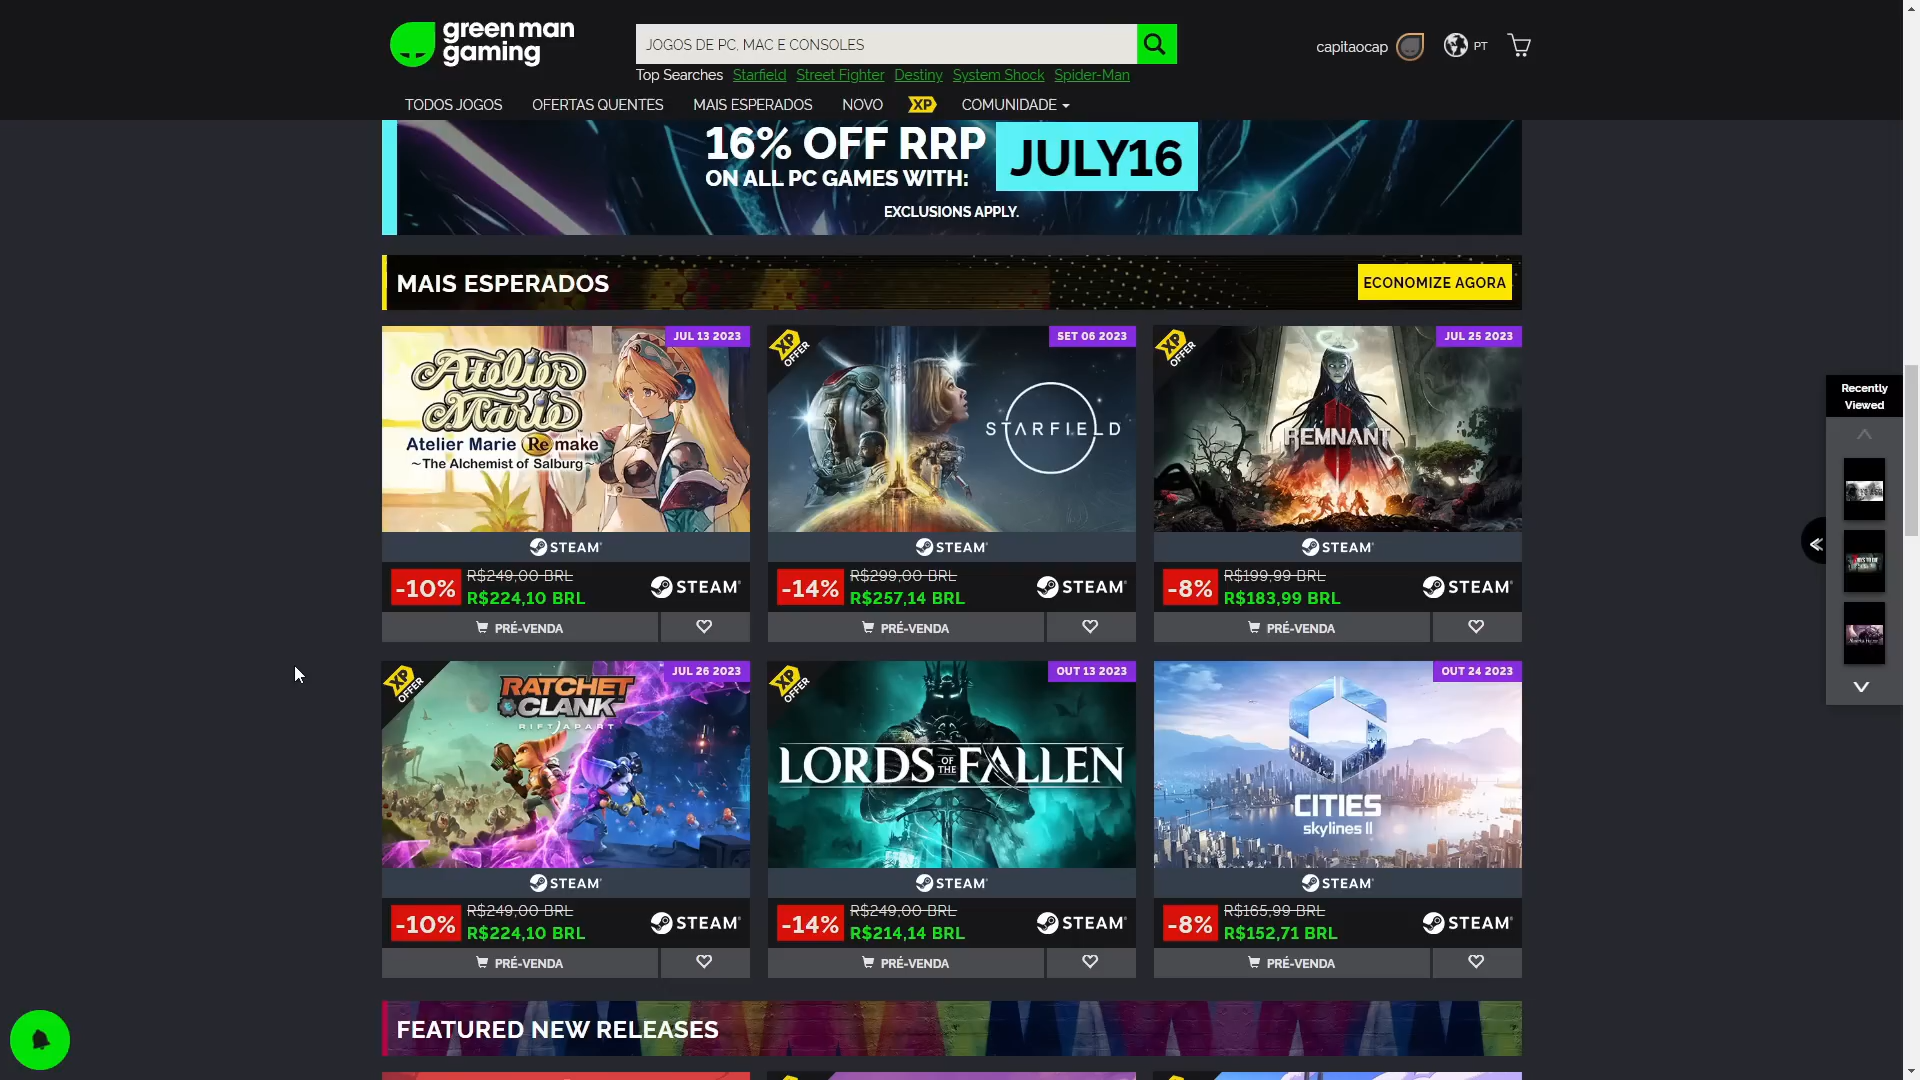 green man gaming
JOGOS DE PC, MAC E CONSOLES
capitaocap
PT
Top Searches Starfield Street Fighter Destiny System Shock Spider-Man
TODOS JOGOS OFERTAS QUENTES MAIS ESPERADOS NOVO XP COMUNIDADE
16% OFF RRP
ON ALL PC GAMES WITH:
JULY16
EXCLUSIONS APPLY.
MAIS ESPERADOS
ECONOMIZE AGORA
JUL 13 2023
Atelier Marie
Atelier Marie Remake
~The Alchemist of Salburg~
STEAM
-10% R$249,00 BRL
R$224,10 BRL
STEAM
PRÉ-VENDA
XP OFFER
SET 06 2023
STARFIELD
STEAM
-14% R$299,00 BRL
R$257,14 BRL
STEAM
PRÉ-VENDA
XP OFFER
JUL 25 2023
REMNANT II
STEAM
-8% R$199,99 BRL
R$183,99 BRL
STEAM
PRÉ-VENDA
Recently
Viewed
XP OFFER
JUL 26 2023
RATCHET
& CLANK
RIFT APART
STEAM
-10% R$249,00 BRL
R$224,10 BRL
STEAM
PRÉ-VENDA
XP OFFER
OUT 13 2023
LORDS OF THE FALLEN
STEAM
-14% R$249,00 BRL
R$214,14 BRL
STEAM
PRÉ-VENDA
OUT 24 2023
CITIES
skylines II
STEAM
-8% R$165,99 BRL
R$152,71 BRL
STEAM
PRÉ-VENDA
FEATURED NEW RELEASES